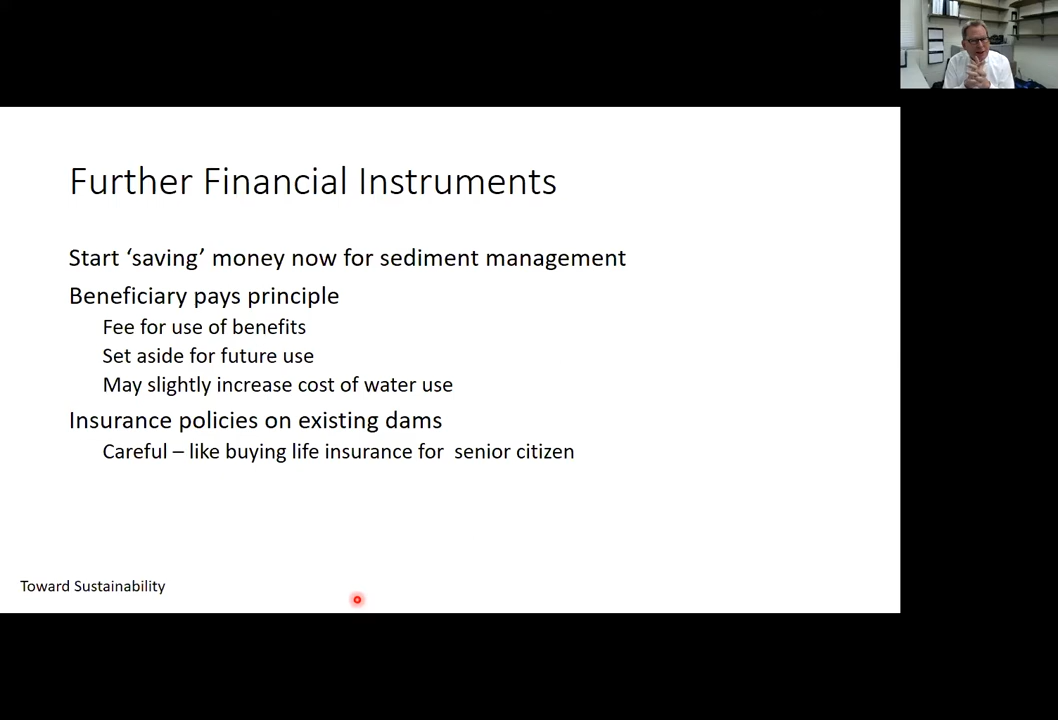 Further Financial Instruments
Start ‘saving’ money now for sediment management
Beneficiary pays principle
Fee for use of benefits
Set aside for future use
May slightly increase cost of water use
Insurance policies on existing dams
Careful – like buying life insurance for  senior citizen
Toward Sustainability